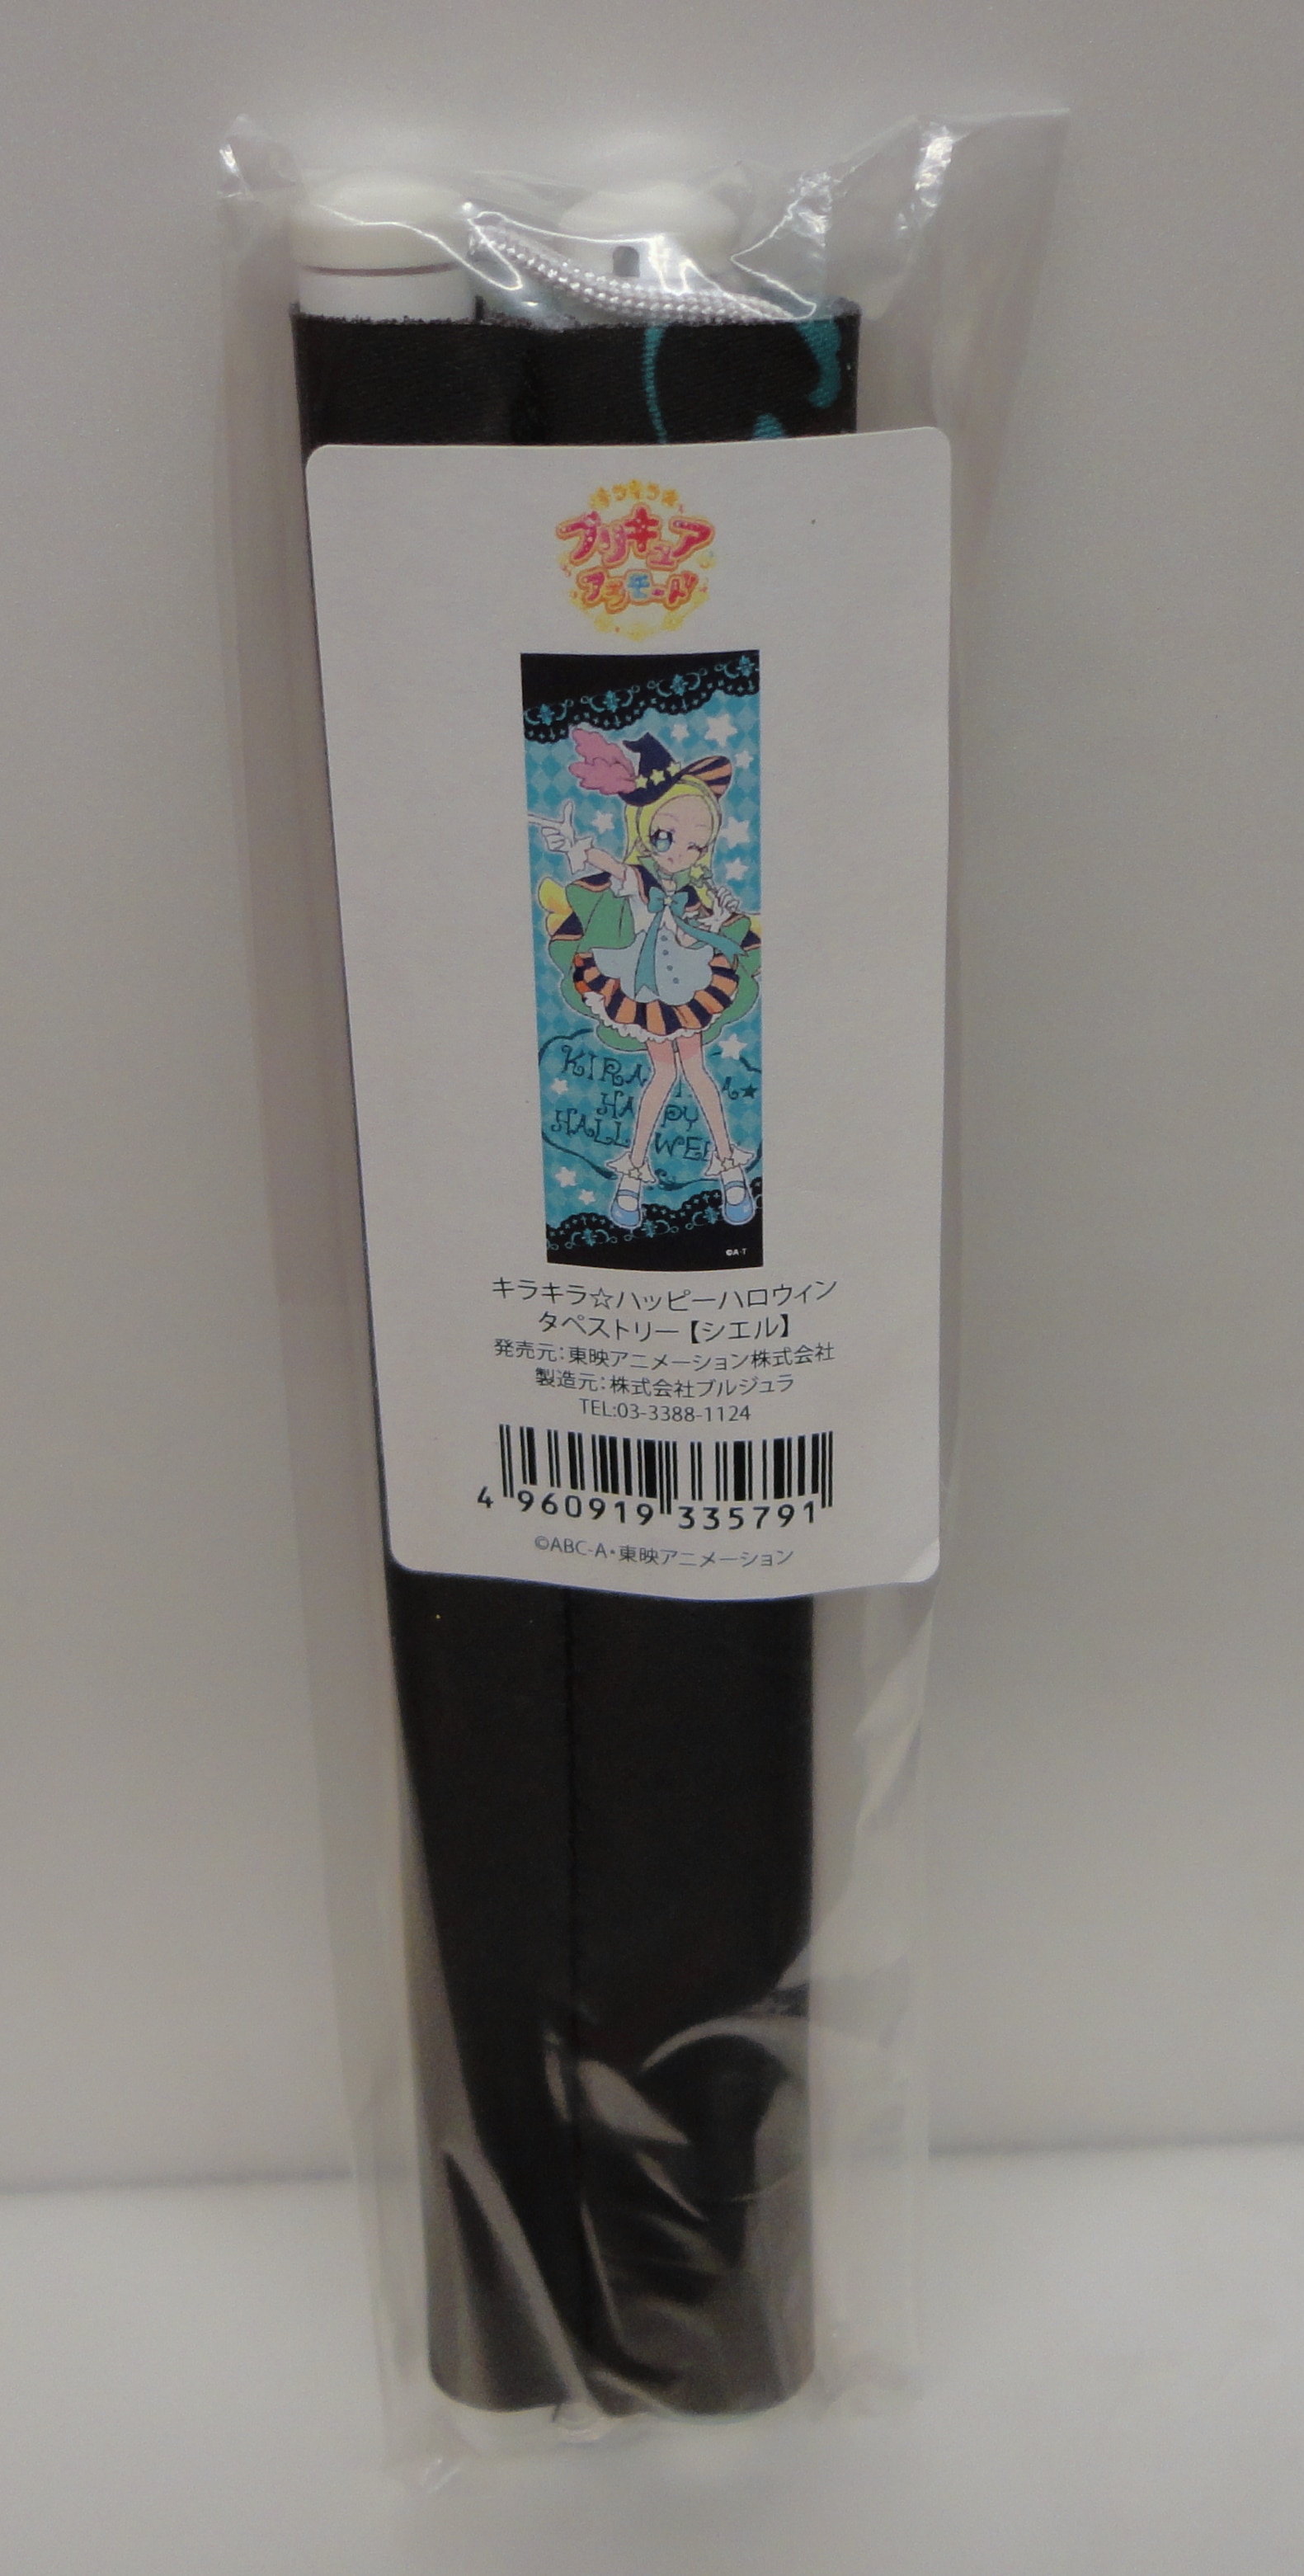 キラキラ☆
プリキュア
アラモード
KIRA A★
HA PY
HALL WEE
©A·T
キラキラ☆ハッピーハロウィン
タペストリー【シエル】
発売元：東映アニメーション株式会社
製造元：株式会社ブルジュラ
TEL:03-3388-1124
4 960919 335791
©ABC-A・東映アニメーション